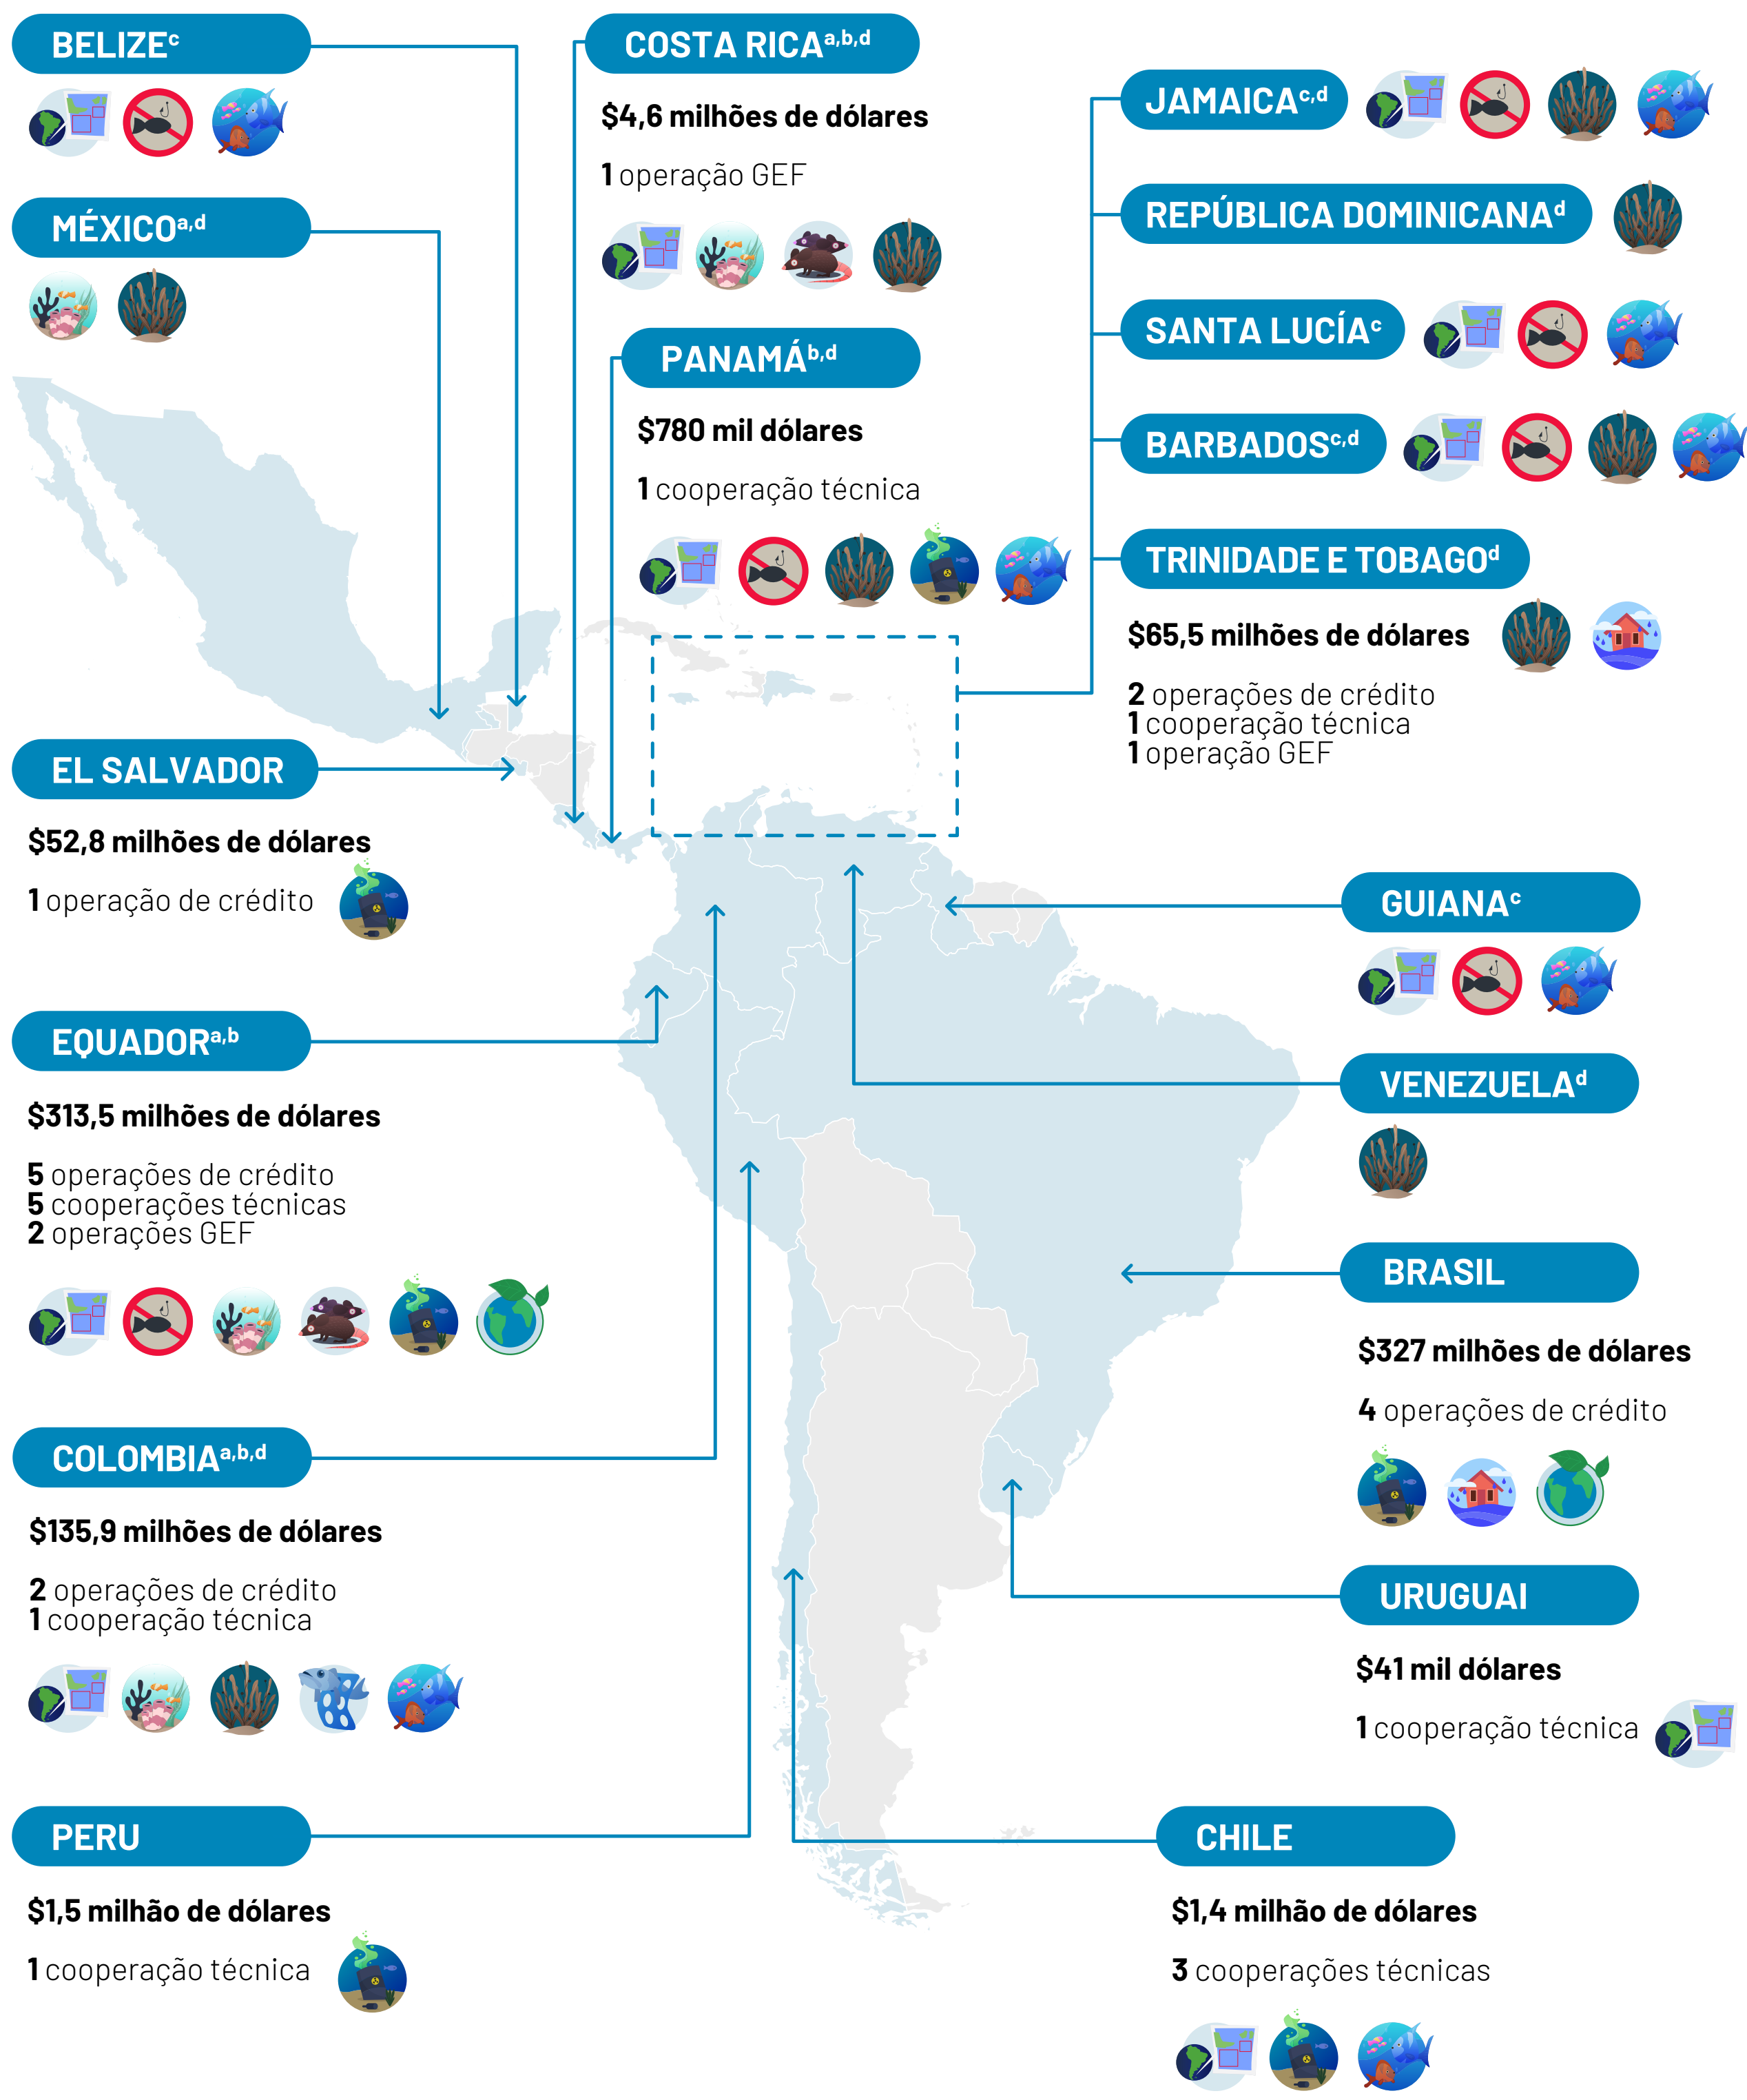 BELIZEc
MÉXICOa,d
COSTA RICAa,b,d
$4,6 milhões de dólares
1 operação GEF
PANAMÁb,d
$780 mil dólares
1 cooperação técnica
JAMAICAc,d
REPÚBLICA DOMINICANAd
SANTA LUCÍAc
BARBADOSc,d
TRINIDADE E TOBAGOd
$65,5 milhões de dólares
2 operações de crédito
1 cooperação técnica
1 operação GEF
EL SALVADOR
$52,8 milhões de dólares
1 operação de crédito
EQUADORa,b
$313,5 milhões de dólares
5 operações de crédito
5 cooperações técnicas
2 operações GEF
COLOMBIAa,b,d
$135,9 milhões de dólares
2 operações de crédito
1 cooperação técnica
PERU
$1,5 milhão de dólares
1 cooperação técnica
GUIANAc
VENEZUELAd
BRASIL
$327 milhões de dólares
4 operações de crédito
URUGUAI
$41 mil dólares
1 cooperação técnica
CHILE
$1,4 milhão de dólares
3 cooperações técnicas